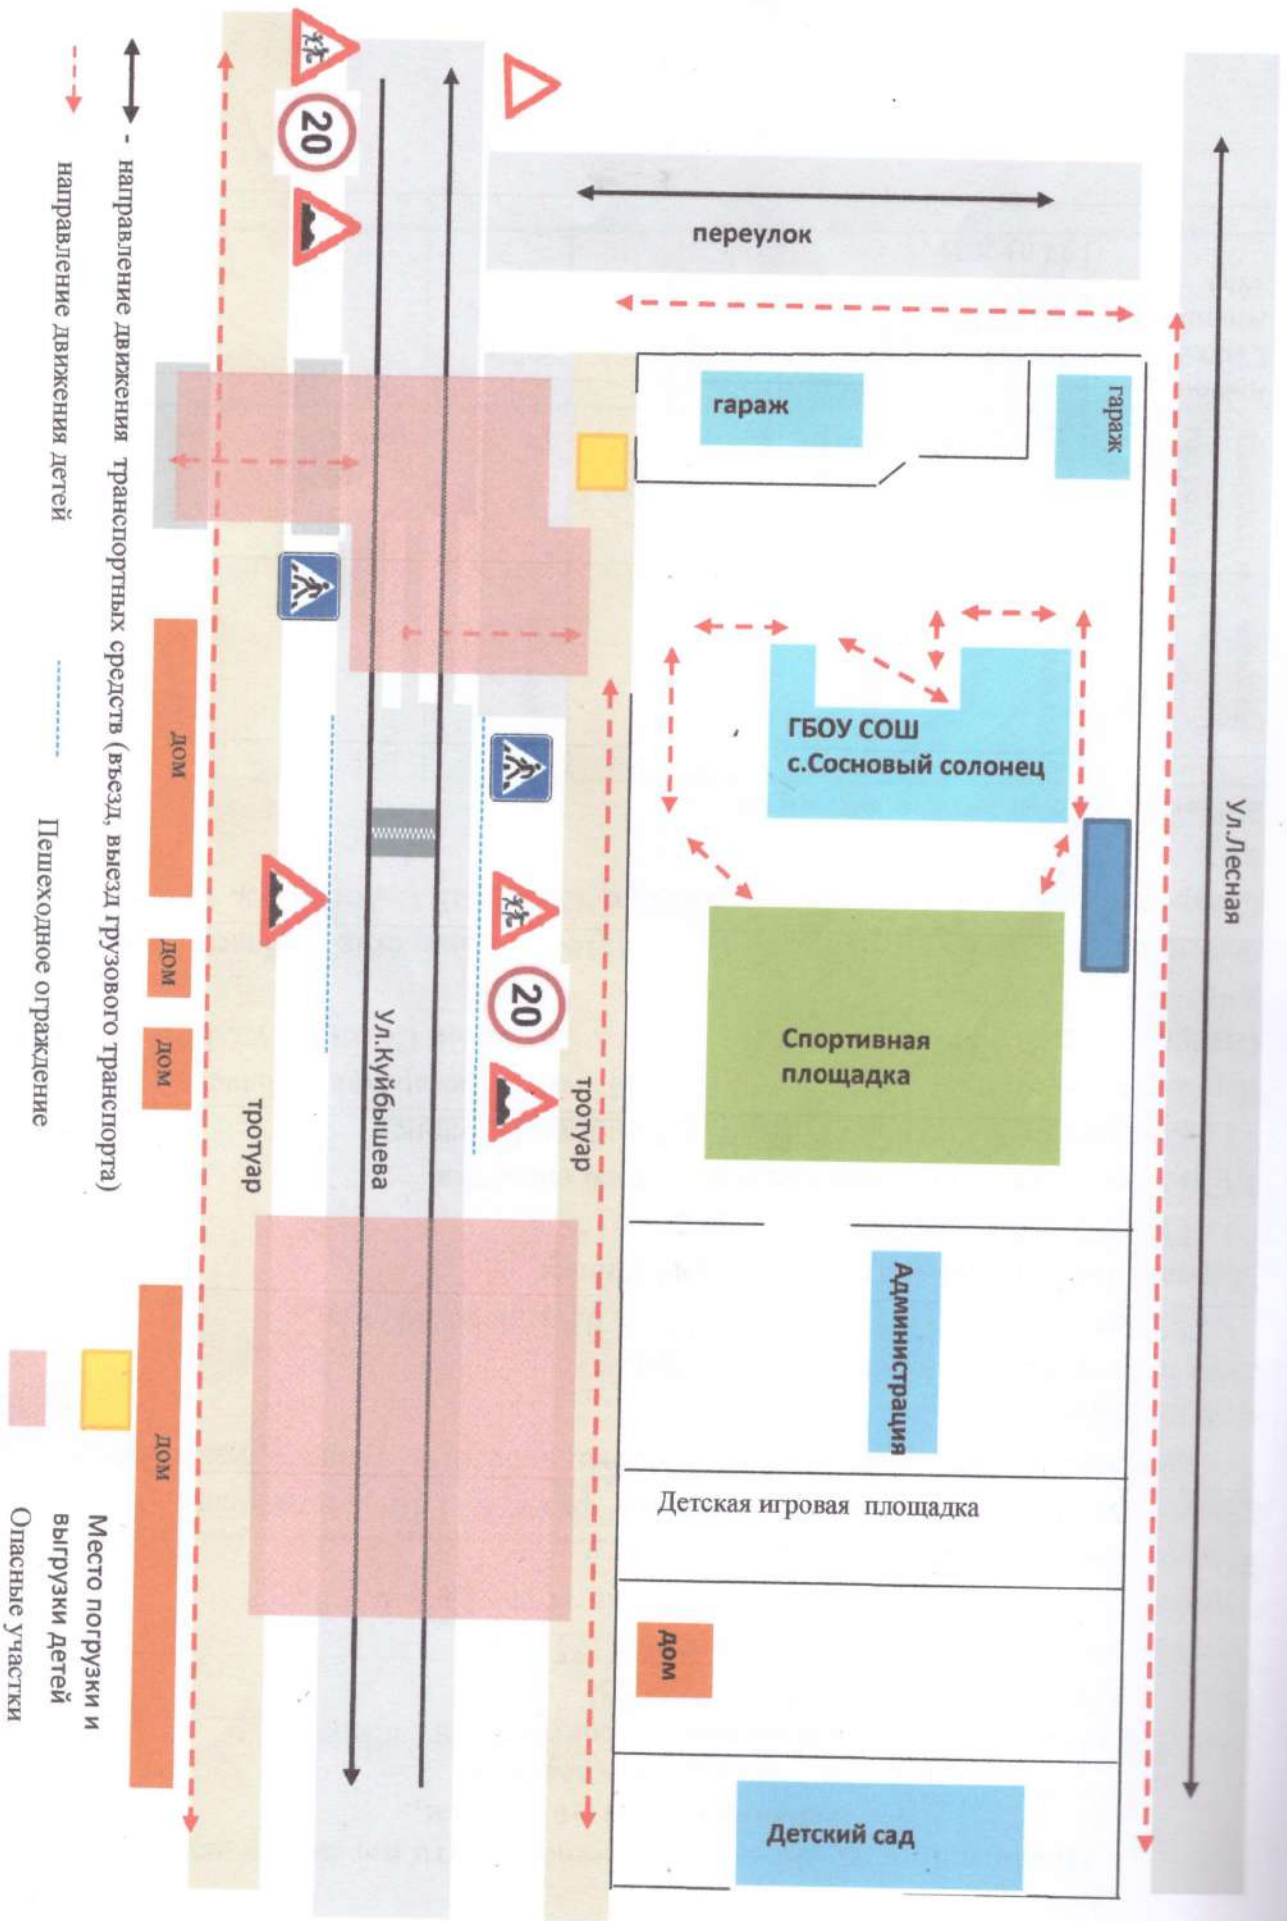 Ул.Лесная
переулок
гараж
гараж
ГБОУ СОШ
с.Сосновый солонец
Спортивная
площадка
Администрация
Детская игровая площадка
дом
Детский сад
20
20
тротуар
Ул.Куйбышева
тротуар
дом
дом
дом
дом
- направление движения транспортных средств (въезд, выезд грузового транспорта)
направление движения детей
Пешеходное ограждение
Место погрузки и
выгрузки детей
Опасные участки